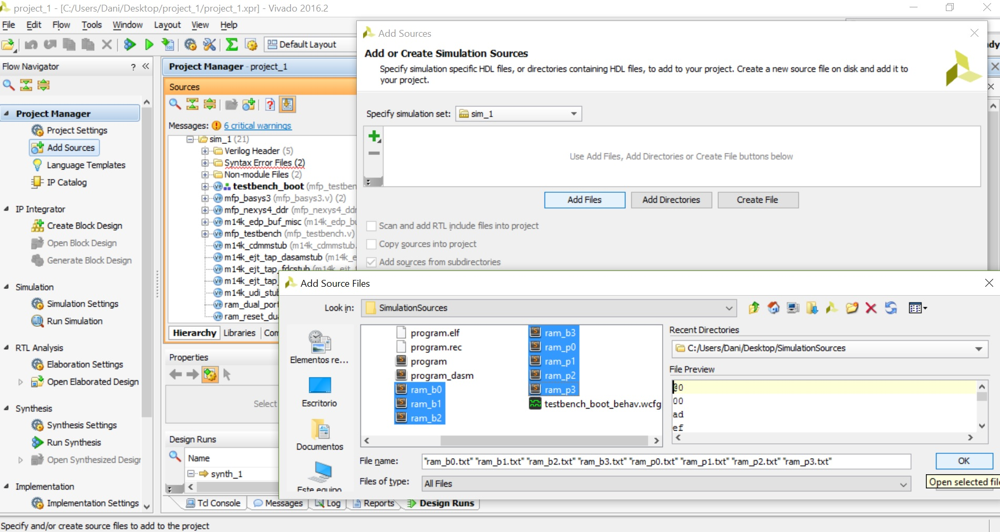 project_1 - [C:/Users/Dani/Desktop/project_1/project_1.xpr] - Vivado 2016.2
File Edit Flow Tools Window Layout View Help
Default Layout
Flow Navigator
Project Manager
Project Settings
Add Sources
Language Templates
IP Catalog
IP Integrator
Create Block Design
Open Block Design
Generate Block Design
Simulation
Simulation Settings
Run Simulation
RTL Analysis
Elaboration Settings
Open Elaborated Design
Synthesis
Synthesis Settings
Run Synthesis
Open Synthesized Design
Implementation
Implementation Settings
Project Manager - project_1
Sources
Messages: 6 critical warnings
sim_1 (21)
Verilog Header (5)
Syntax Error Files (2)
Non-module Files (2)
testbench_boot (mfp_testben
mfp_basys3 (mfp_basys3.v) (2)
mfp_nexys4_ddr (mfp_nexys4_ddr
m14k_edp_buf_misc (m14k_edp_bu
mfp_testbench (mfp_testbench.v)
m14k_cdmmstub (m14k_cdmmstub.
m14k_ejt_tap_dasamstub (m14k_e
m14k_ejt_tap_fdcstub (m14k_ejt_t
m14k_ejt_tap_
m14k_udi_stub
ram_dual_port
ram_reset_dua
Hierarchy Libraries Com
Properties
Select
Design Runs
Name
synth_1
Tcl Console Messages Log Reports Design Runs
Specify and/or create source files to add to the project
Add Sources
dy
Add or Create Simulation Sources
Specify simulation specific HDL files, or directories containing HDL files, to add to your project. Create a new source file on disk and add it to
your project.
Specify simulation set: sim_1
Use Add Files, Add Directories or Create File buttons below
Add Files Add Directories Create File
Scan and add RTL include files into project
Copy sources into project
Add sources from subdirectories
Add Source Files
Look in: SimulationSources
Elementos re...
Escritorio
Documentos
Este equipo
program.elf
program.rec
program
program_dasm
ram_b0
ram_b1
ram_b2
ram_b3
ram_p0
ram_p1
ram_p2
ram_p3
testbench_boot_behav.wcfg
Recent Directories
C:/Users/Dani/Desktop/SimulationSources
File Preview
@0
00
ad
ef
File name: "ram_b0.txt" "ram_b1.txt" "ram_b2.txt" "ram_b3.txt" "ram_p0.txt" "ram_p1.txt" "ram_p2.txt" "ram_p3.txt"
OK
Files of type: All Files
Open selected file